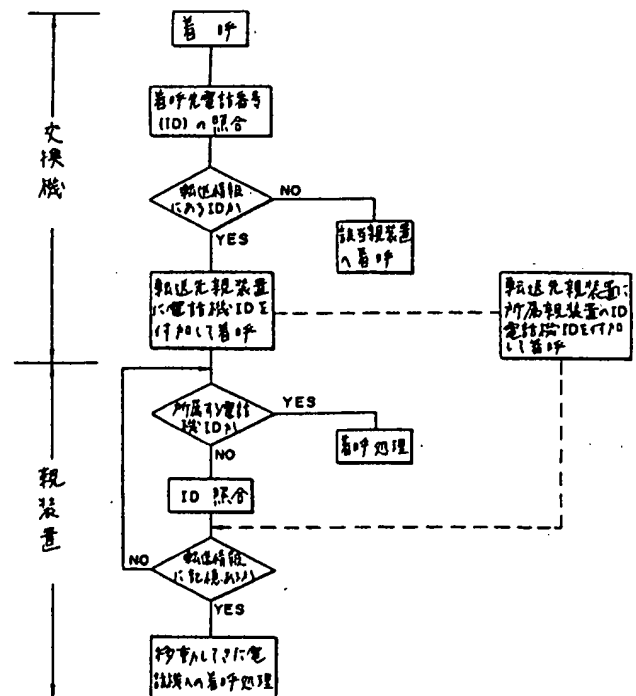 着呼
着呼先電話番号
(ID)の照合
交換機
転送情報
にあるIDか
NO
YES
該当親装置
へ着呼
転送先親装置
に電話機IDを
付加して着呼
転送先親装置に
所属親装置のID
電話機IDを付加
して着呼
所属する電話
機IDか
YES
着呼処理
NO
ID 照合
親装置
転送情報
に記憶あるか
NO
YES
移動してきた電
話機への着呼処理